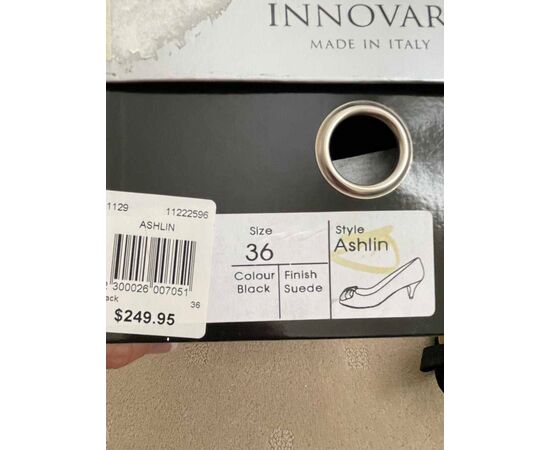 INNOVAR
MADE IN ITALY
1129 11222596
ASHLIN
300026 007051
ack 36
$249.95
Size
36
Colour
Black
Finish
Suede
Style
Ashlin